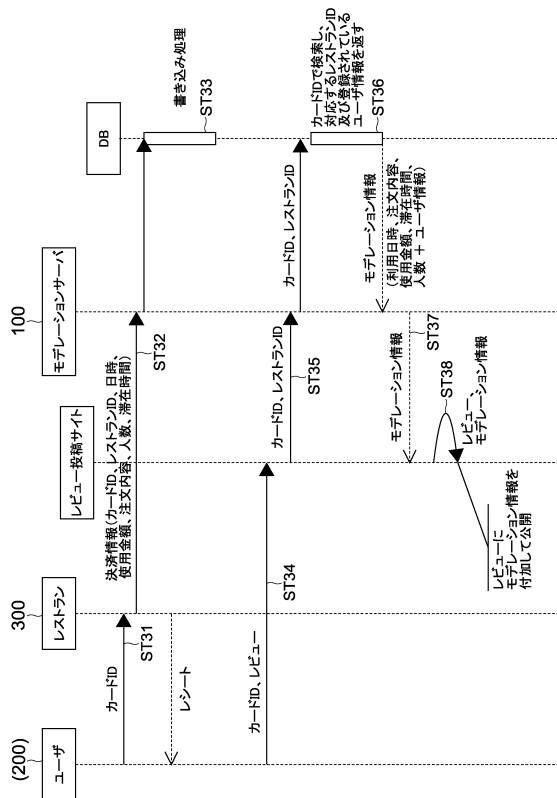 (200)
ユーザ
300
レストラン
レビュー投稿サイト
100
モデレーションサーバ
DB
カードID
ST31
レシート
決済情報(カードID、レストランID、日時、
使用金額、注文内容、人数、滞在時間)
ST32
書き込み処理
ST33
カードID、レビュー
ST34
カードID、レストランID
ST35
カードID、レストランID
カードIDで検索し、
対応するレストランID
及び登録されている
ユーザ情報を返す
ST36
モデレーション情報
(利用日時、注文内容、
使用金額、滞在時間、
人数 + ユーザ情報)
モデレーション情報
ST37
ST38
レビュー、
モデレーション情報
レビューに
モデレーション情報を
付加して公開